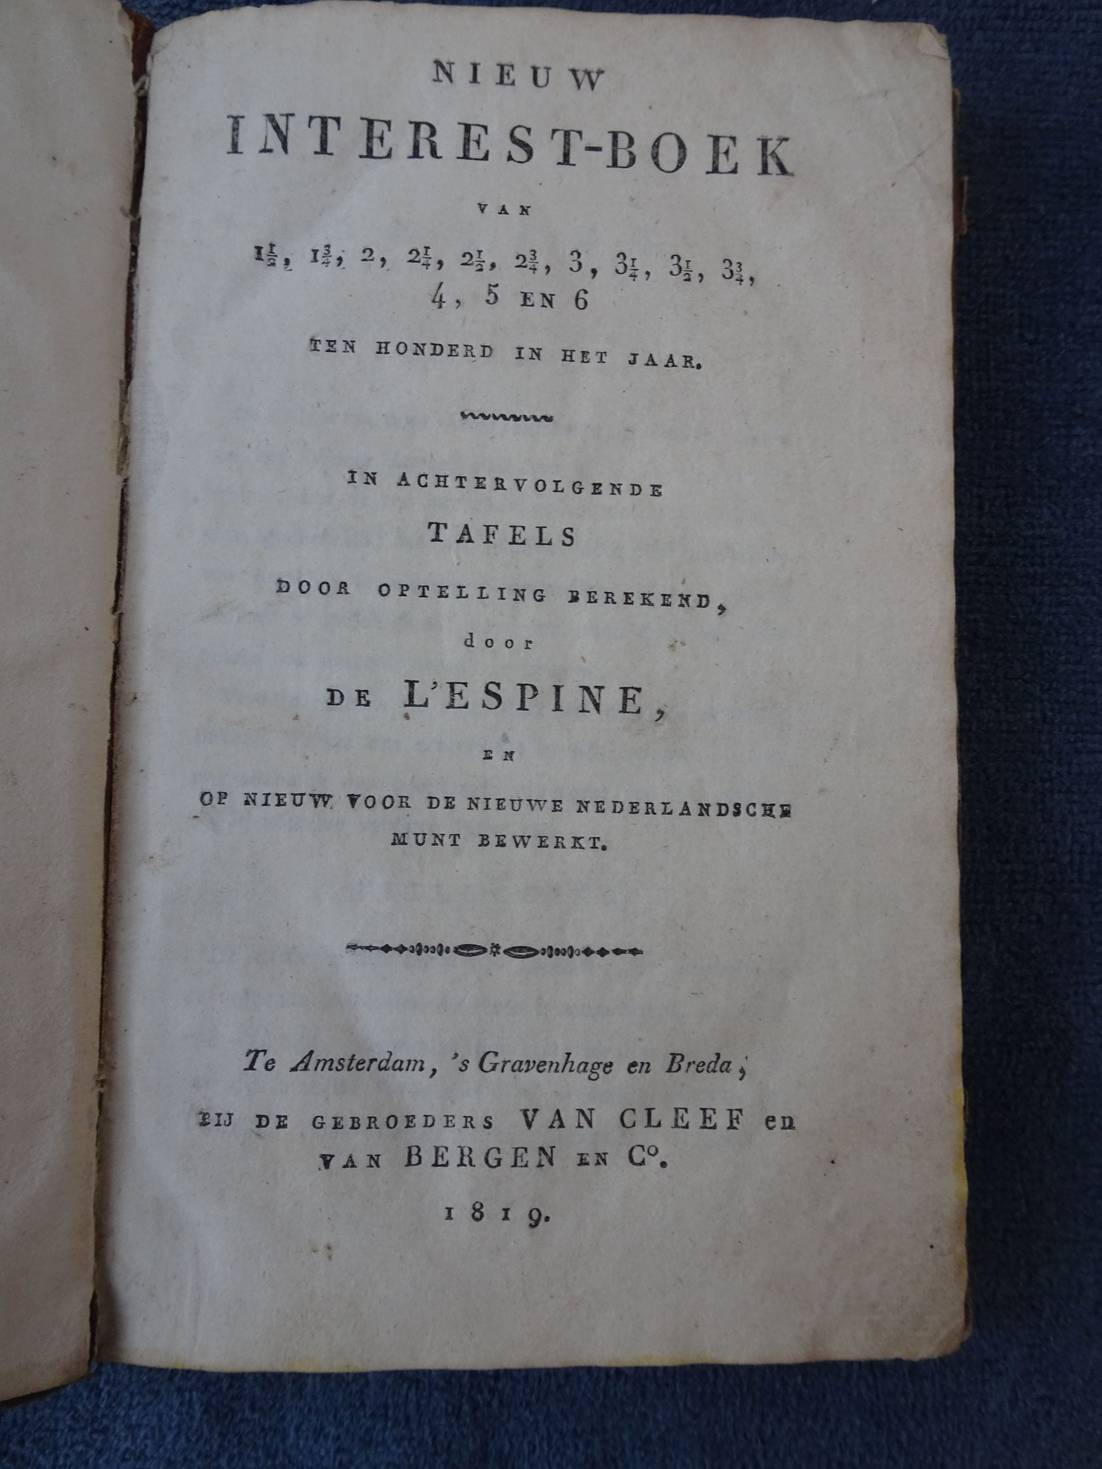 NIEUW
INTEREST-BOEK
VAN
1½, 1¾, 2, 2¼, 2½, 2¾, 3, 3¼, 3½, 3¾,
4, 5 EN 6
TEN HONDERD IN HET JAAR.
IN ACHTERVOLGENDE
TAFELS
DOOR OPTELLING BEREKEND,
door
DE L'ESPINE,
EN
OP NIEUW VOOR DE NIEUWE NEDERLANDSCHE
MUNT BEWERKT.
Te Amsterdam, 's Gravenhage en Breda;
BIJ DE GEBROEDERS VAN CLEEF en
VAN BERGEN EN Cº.
1819.